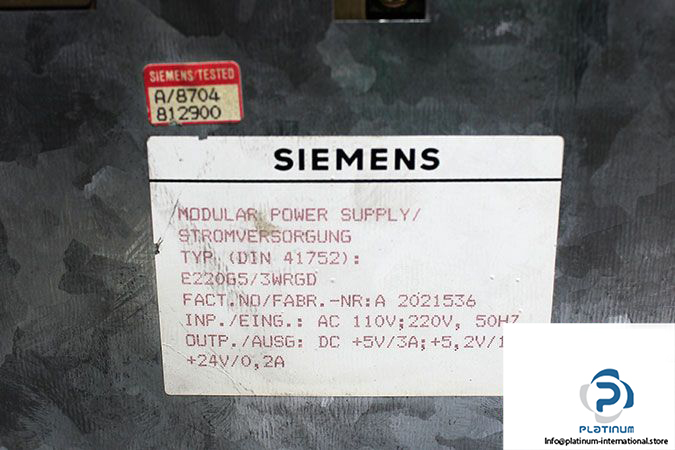 SIEMENS/TESTED
A/8704
812900
SIEMENS
MODULAR POWER SUPPLY/
STROMVERSORGUNG
TYP (DIN 41752):
E220G5/3WRGD
FACT.NO/FABR.-NR:A 2021536
INP./EING.: AC 110V;220V, 50HZ
OUTP./AUSG: DC +5V/3A;+5,2V/1
+24V/0,2A
PLATINUM
info@platinum-international.store